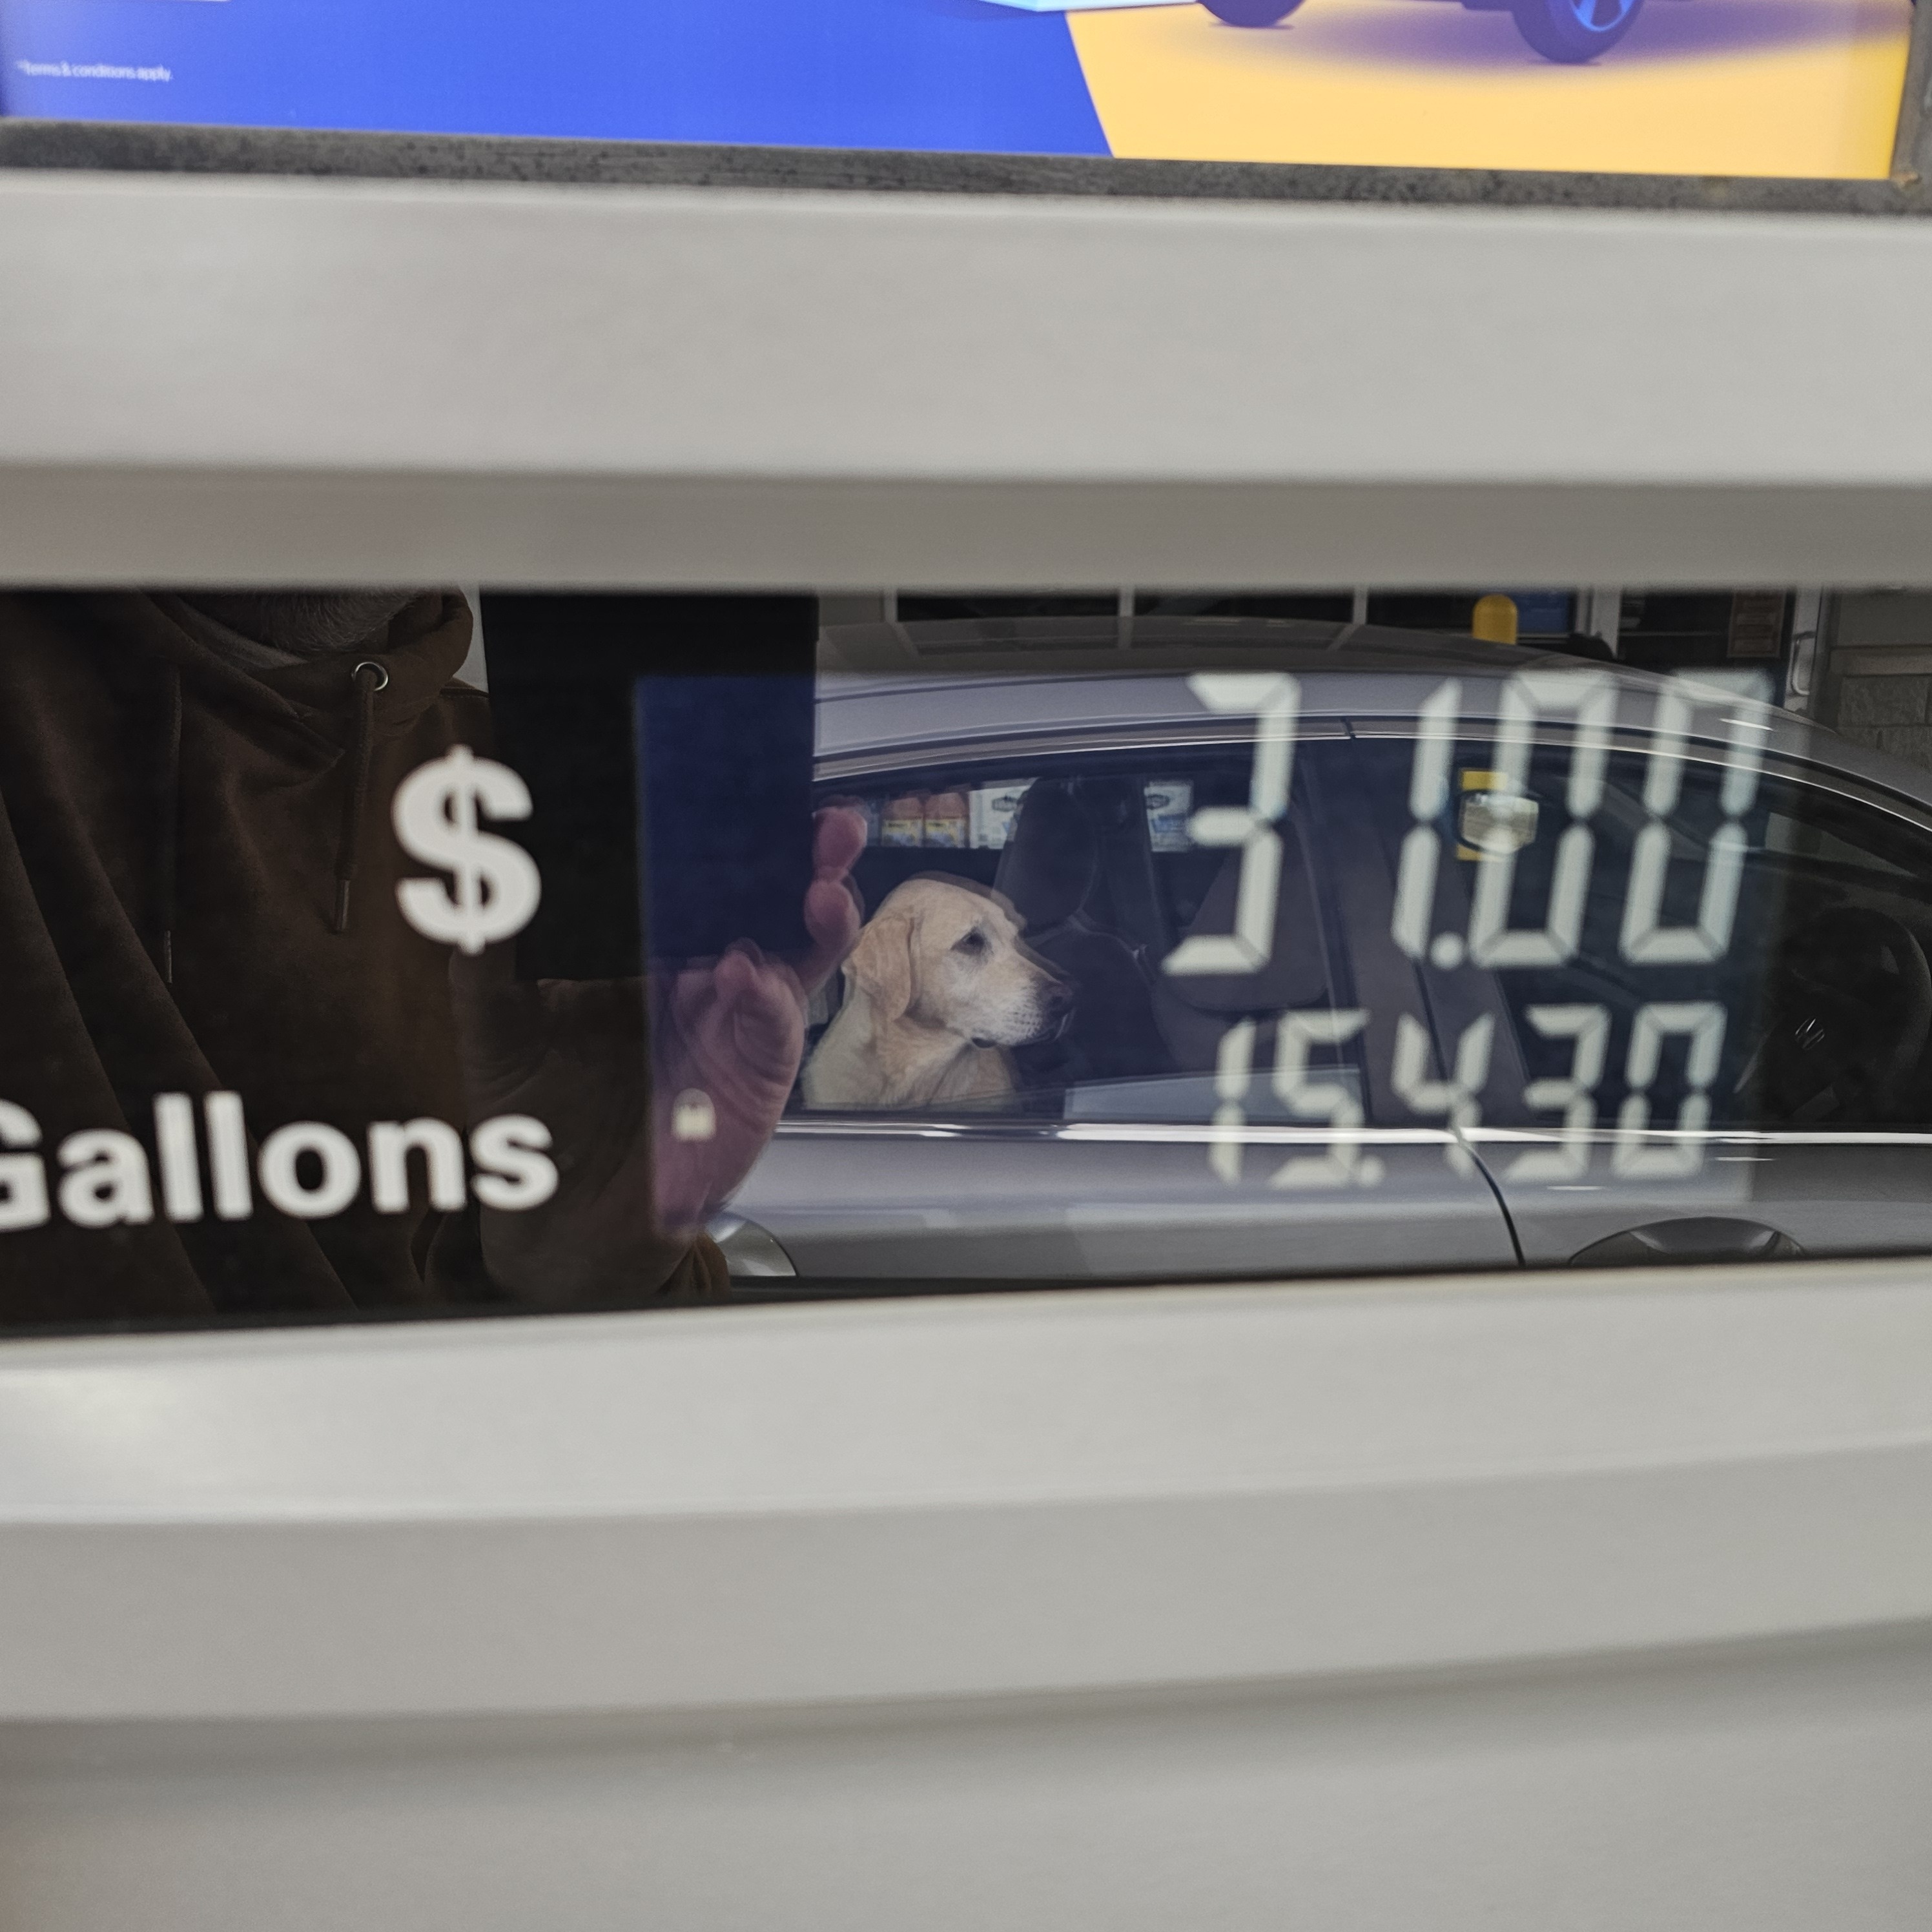 *Terms & conditions apply.
$ 31.00
Gallons 15.430